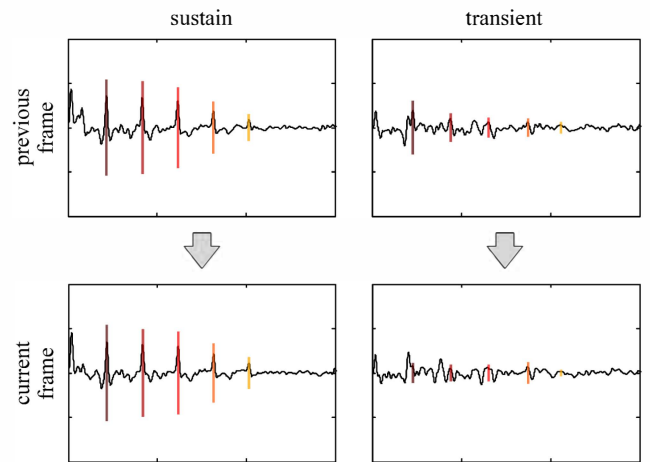 sustain
transient
previous
frame
current
frame